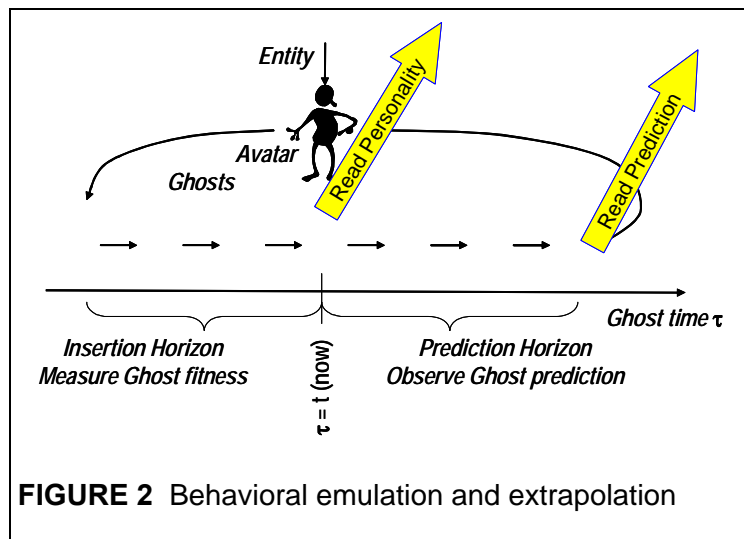 Entity
Avatar
Ghosts
Read Personality
Read Prediction
Ghost time τ
Insertion Horizon
Measure Ghost fitness
τ = t (now)
Prediction Horizon
Observe Ghost prediction
FIGURE 2 Behavioral emulation and extrapolation